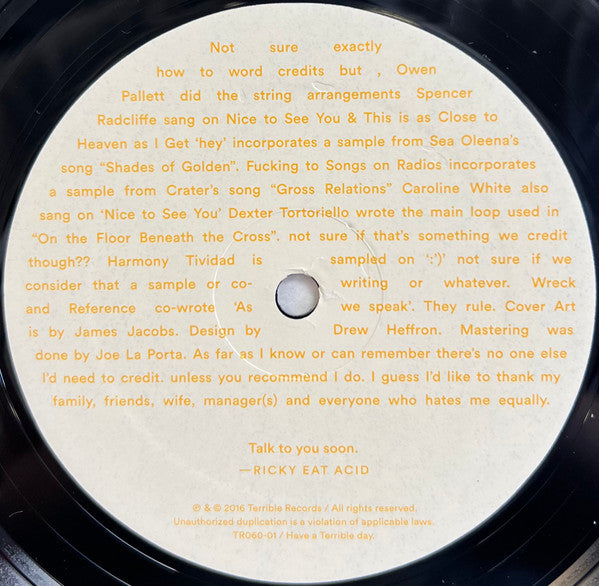 Not sure exactly
how to word credits but , Owen
Pallett did the string arrangements Spencer
Radcliffe sang on Nice to See You & This is as Close to
Heaven as I Get ‘hey’ incorporates a sample from Sea Oleena’s
song “Shades of Golden”. Fucking to Songs on Radios incorporates
a sample from Crater’s song “Gross Relations” Caroline White also
sang on ‘Nice to See You’ Dexter Tortoriello wrote the main loop used in
“On the Floor Beneath the Cross”. not sure if that’s something we credit
though?? Harmony Tividad is sampled on ‘:’)’ not sure if we
consider that a sample or co- writing or whatever. Wreck
and Reference co-wrote ‘As we speak’. They rule. Cover Art
is by James Jacobs. Design by Drew Heffron. Mastering was
done by Joe La Porta. As far as I know or can remember there’s no one else
I’d need to credit. unless you recommend I do. I guess I’d like to thank my
family, friends, wife, manager(s) and everyone who hates me equally.
Talk to you soon.
—RICKY EAT ACID
℗ & © 2016 Terrible Records / All rights reserved.
Unauthorized duplication is a violation of applicable laws.
TR060-01 / Have a Terrible day.